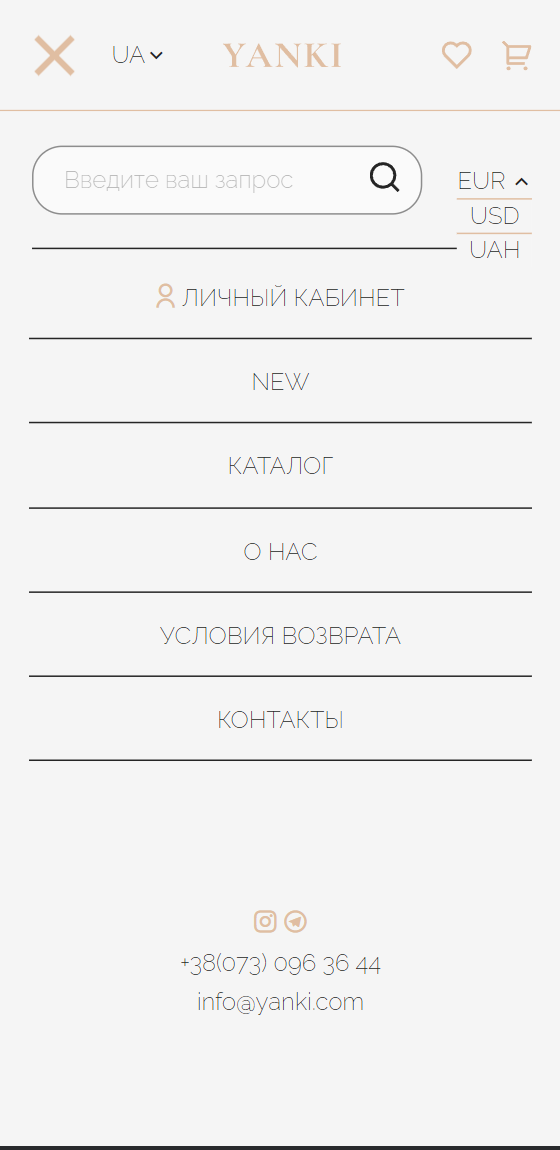 UA
YANKI
Введите ваш запрос
EUR
USD
UAH
ЛИЧНЫЙ КАБИНЕТ
NEW
КАТАЛОГ
О НАС
УСЛОВИЯ ВОЗВРАТА
КОНТАКТЫ
+38(073) 096 36 44
info@yanki.com